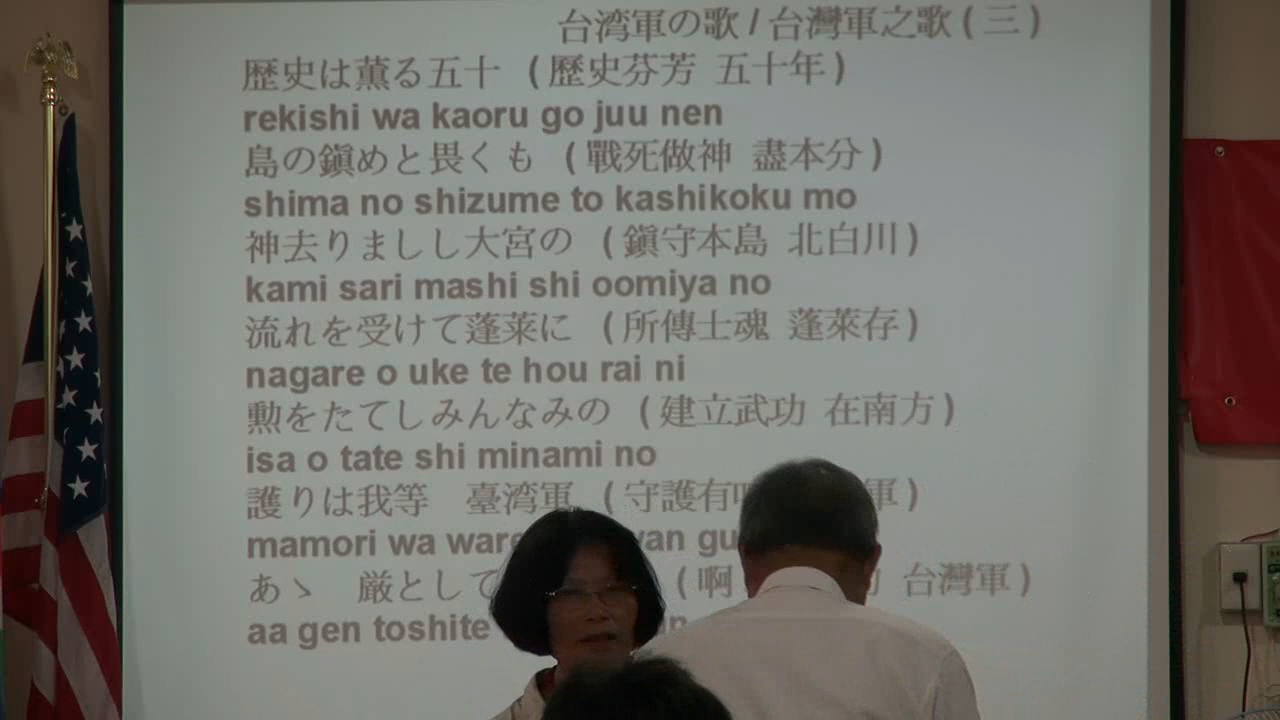 台湾軍の歌 / 台灣軍之歌 ( 三 )
歴史は薫る五十 ( 歷史芬芳 五十年 )
rekishi wa kaoru go juu nen
島の鎭めと畏くも ( 戰死做神 盡本分 )
shima no shizume to kashikoku mo
神去りましし大宮の ( 鎭守本島 北白川 )
kami sari mashi shi oomiya no
流れを受けて蓬莱に ( 所傳士魂 蓬萊存 )
nagare o uke te hou rai ni
勲をたてしみんなみの ( 建立武功 在南方 )
isa o tate shi minami no
護りは我等 臺湾軍 ( 守護有 軍 )
mamori wa ware wan gu
あゝ 厳として ( 啊 台灣軍 )
aa gen toshite